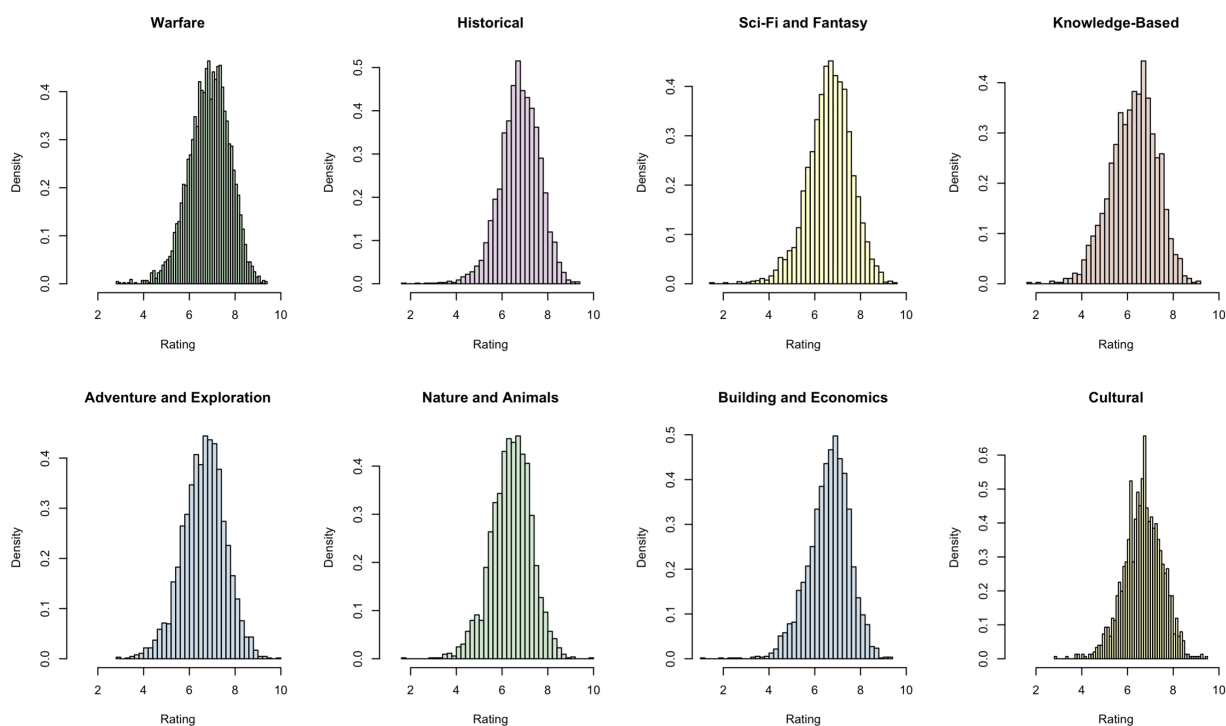 Warfare
Density
0.0 0.1 0.2 0.3 0.4
2 4 6 8 10
Rating
Historical
Density
0.0 0.1 0.2 0.3 0.4 0.5
2 4 6 8 10
Rating
Sci-Fi and Fantasy
Density
0.0 0.1 0.2 0.3 0.4
2 4 6 8 10
Rating
Knowledge-Based
Density
0.0 0.1 0.2 0.3 0.4
2 4 6 8 10
Rating
Adventure and Exploration
Density
0.0 0.1 0.2 0.3 0.4
2 4 6 8 10
Rating
Nature and Animals
Density
0.0 0.1 0.2 0.3 0.4
2 4 6 8 10
Rating
Building and Economics
Density
0.0 0.1 0.2 0.3 0.4 0.5
2 4 6 8 10
Rating
Cultural
Density
0.0 0.1 0.2 0.3 0.4 0.5 0.6
2 4 6 8 10
Rating